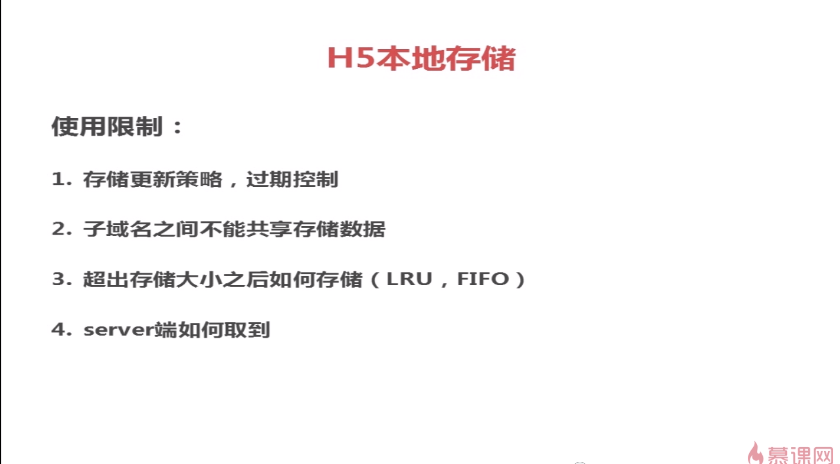 H5本地存储
使用限制：
1. 存储更新策略，过期控制
2. 子域名之间不能共享存储数据
3. 超出存储大小之后如何存储（LRU，FIFO）
4. server端如何取到
慕课网